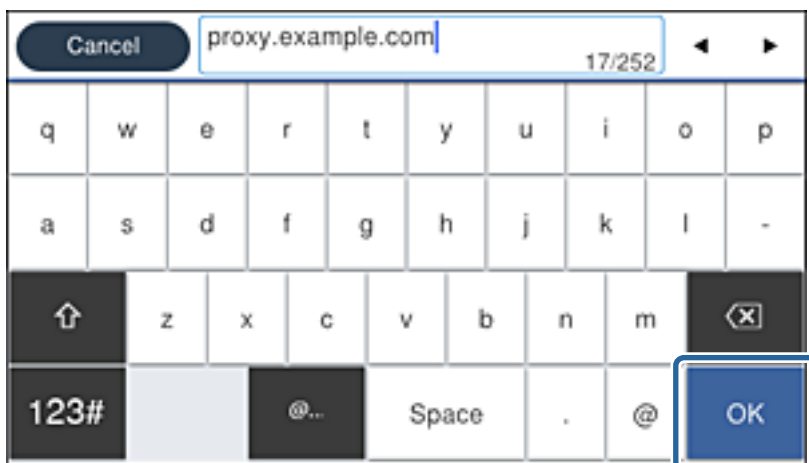 Cancel proxy.example.com
17/252
q w e r t y u i o p
a s d f g h j k l -
z x c v b n m
123# @... Space . @ OK